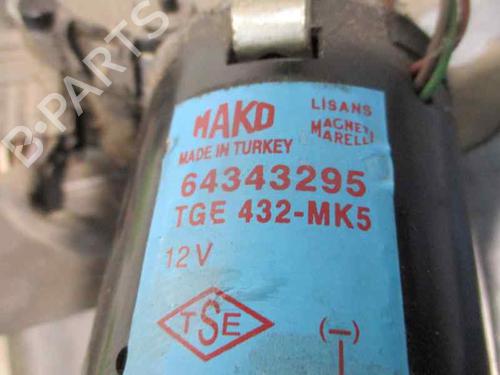 B-PARTS
MAKO
LISANS
MAGNETI
MARELLI
MADE IN TURKEY
64343295
TGE 432-MK5
12V
TSE
(–)